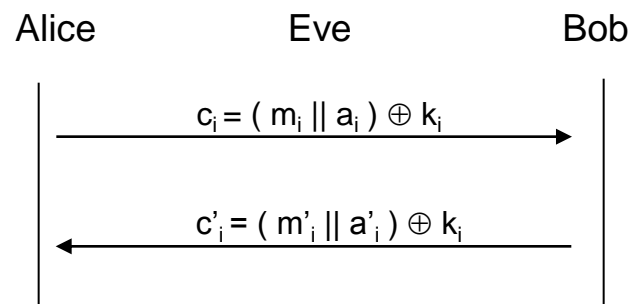 Alice Eve Bob
cᵢ = ( mᵢ || aᵢ ) ⊕ kᵢ
c’ᵢ = ( m’ᵢ || a’ᵢ ) ⊕ kᵢ